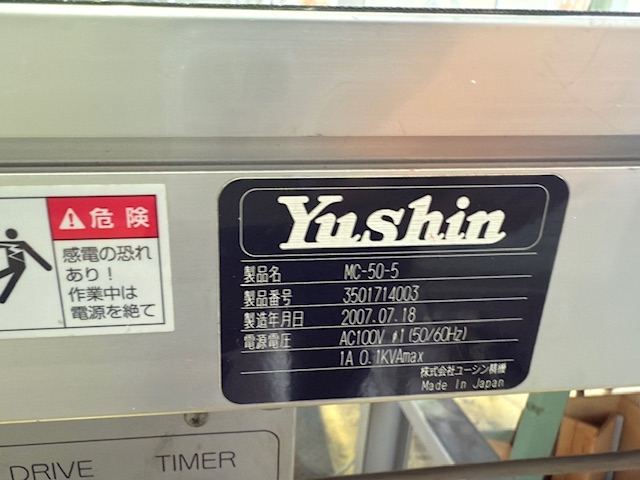 危険
感電の恐れ
あり！
作業中は
電源を絶て
Yushin
製品名 MC-50-5
製品番号 3501714003
製造年月日 2007.07.18
電源電圧 AC100V φ1(50/60Hz)
1A 0.1KVAmax
株式会社ユーシン精機
Made In Japan
DRIVE TIMER